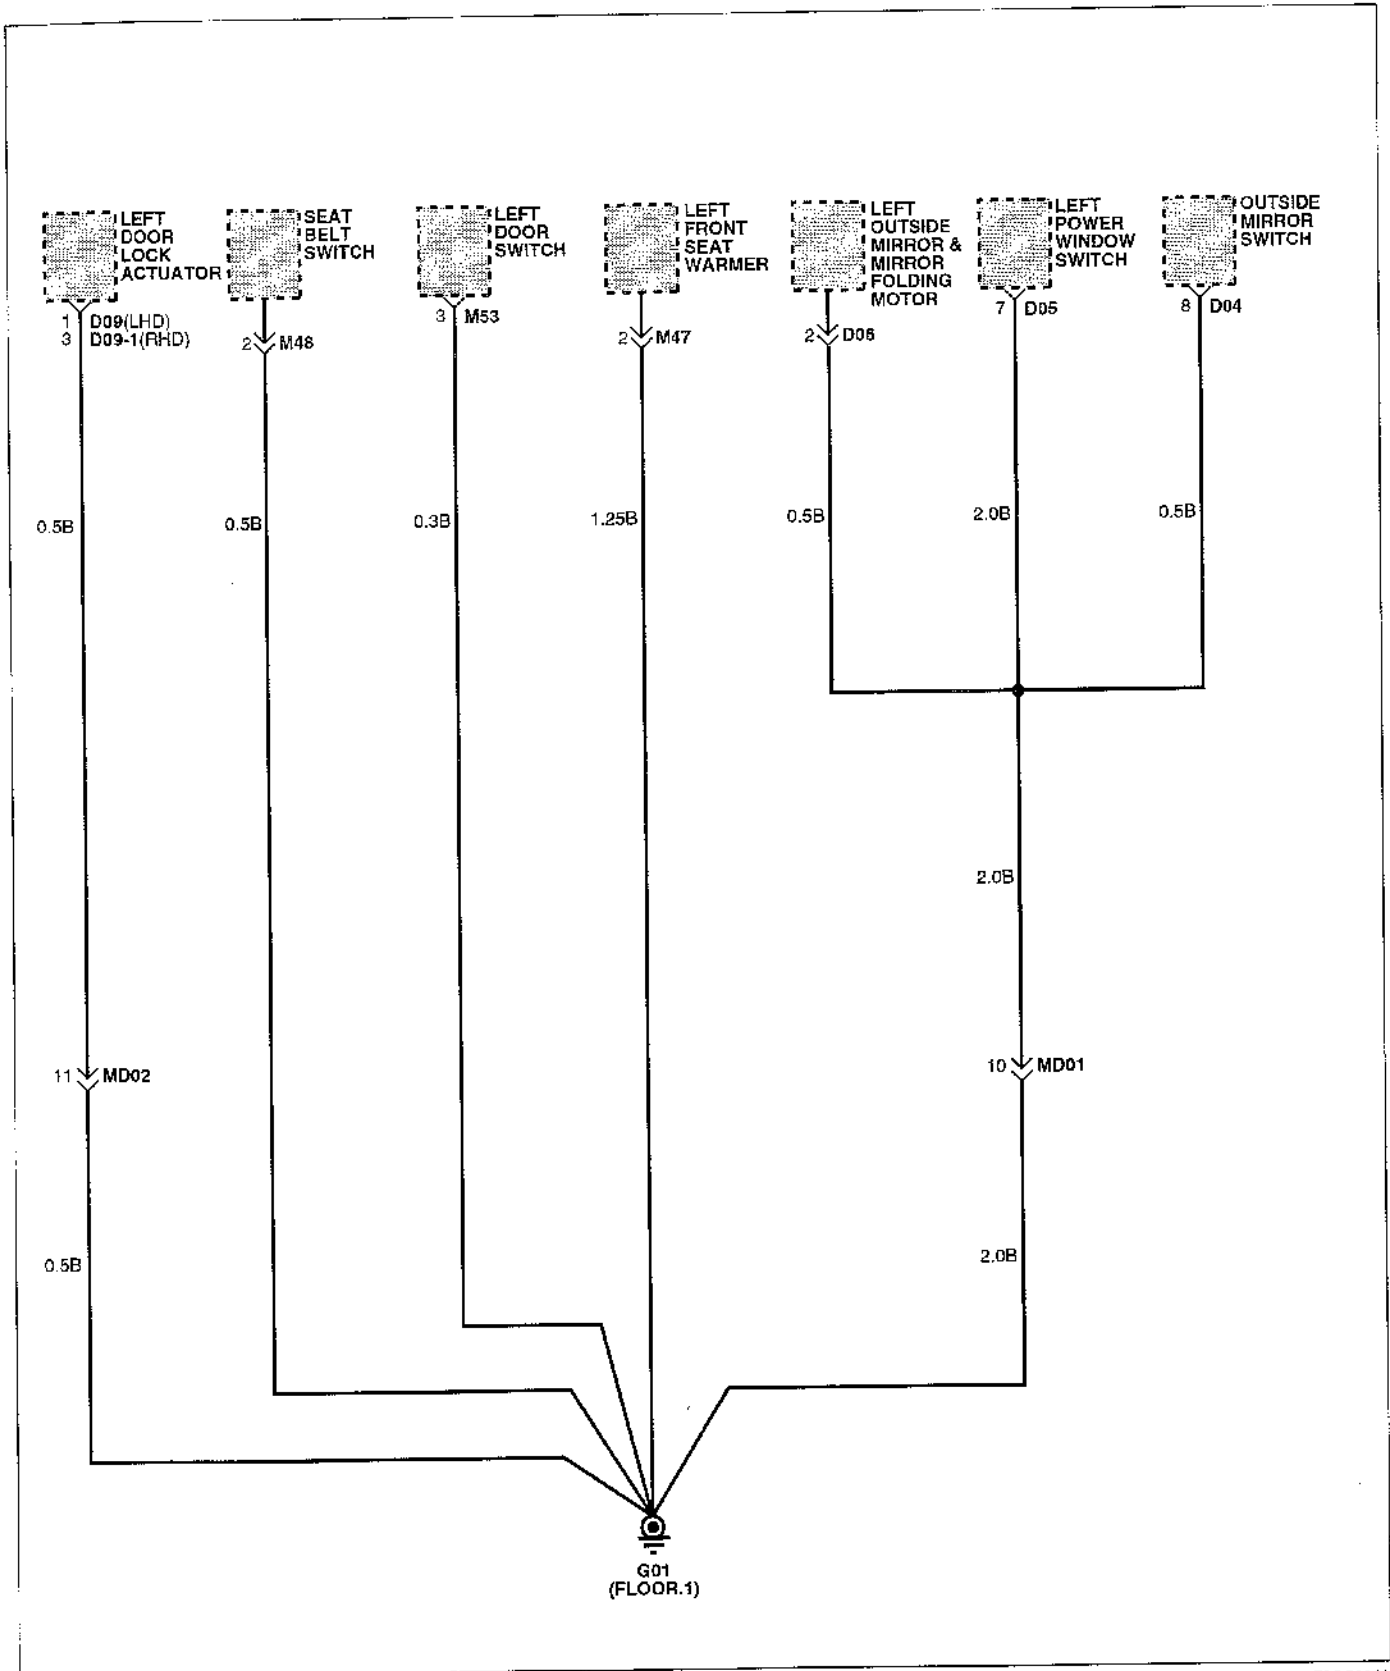 LEFT
DOOR
LOCK
ACTUATOR
SEAT
BELT
SWITCH
LEFT
DOOR
SWITCH
LEFT
FRONT
SEAT
WARMER
LEFT
OUTSIDE
MIRROR &
MIRROR
FOLDING
MOTOR
LEFT
POWER
WINDOW
SWITCH
OUTSIDE
MIRROR
SWITCH
1 D09(LHD)
3 D09-1(RHD)
2 M48
3 M53
2 M47
2 D06
7 D05
8 D04
0.5B
0.5B
0.3B
1.25B
0.5B
2.0B
0.5B
2.0B
11 MD02
10 MD01
0.5B
2.0B
G01
(FLOOR.1)